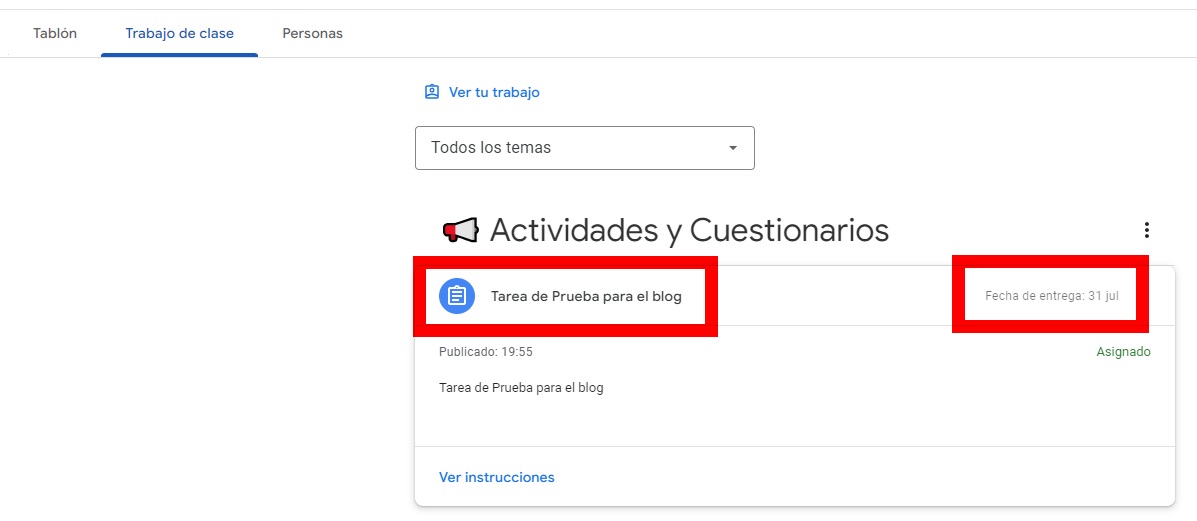 Tablón
Trabajo de clase
Personas
Ver tu trabajo
Todos los temas
Actividades y Cuestionarios
Tarea de Prueba para el blog
Fecha de entrega: 31 jul
Publicado: 19:55
Asignado
Tarea de Prueba para el blog
Ver instrucciones